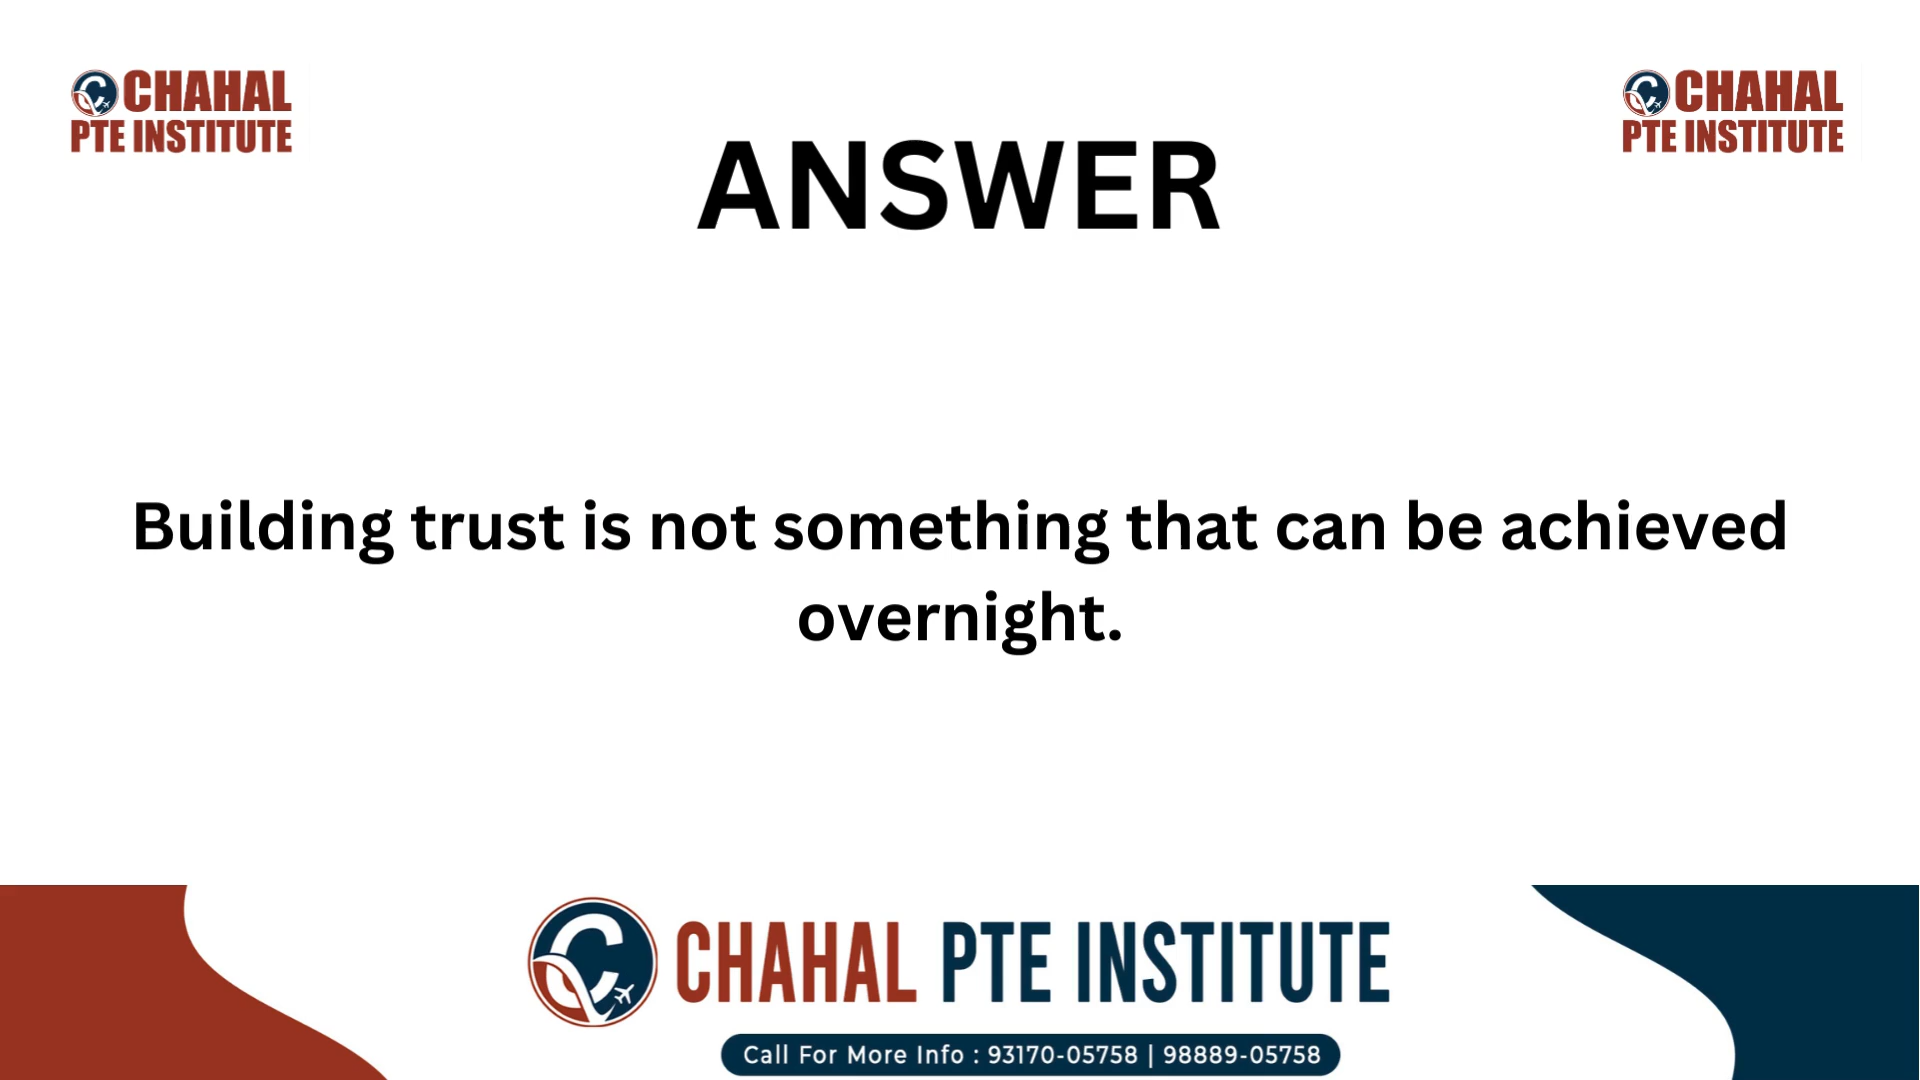 CHAHAL
PTE INSTITUTE
CHAHAL
PTE INSTITUTE
ANSWER
Building trust is not something that can be achieved
overnight.
CHAHAL PTE INSTITUTE
Call For More Info : 93170-05758 | 98889-05758